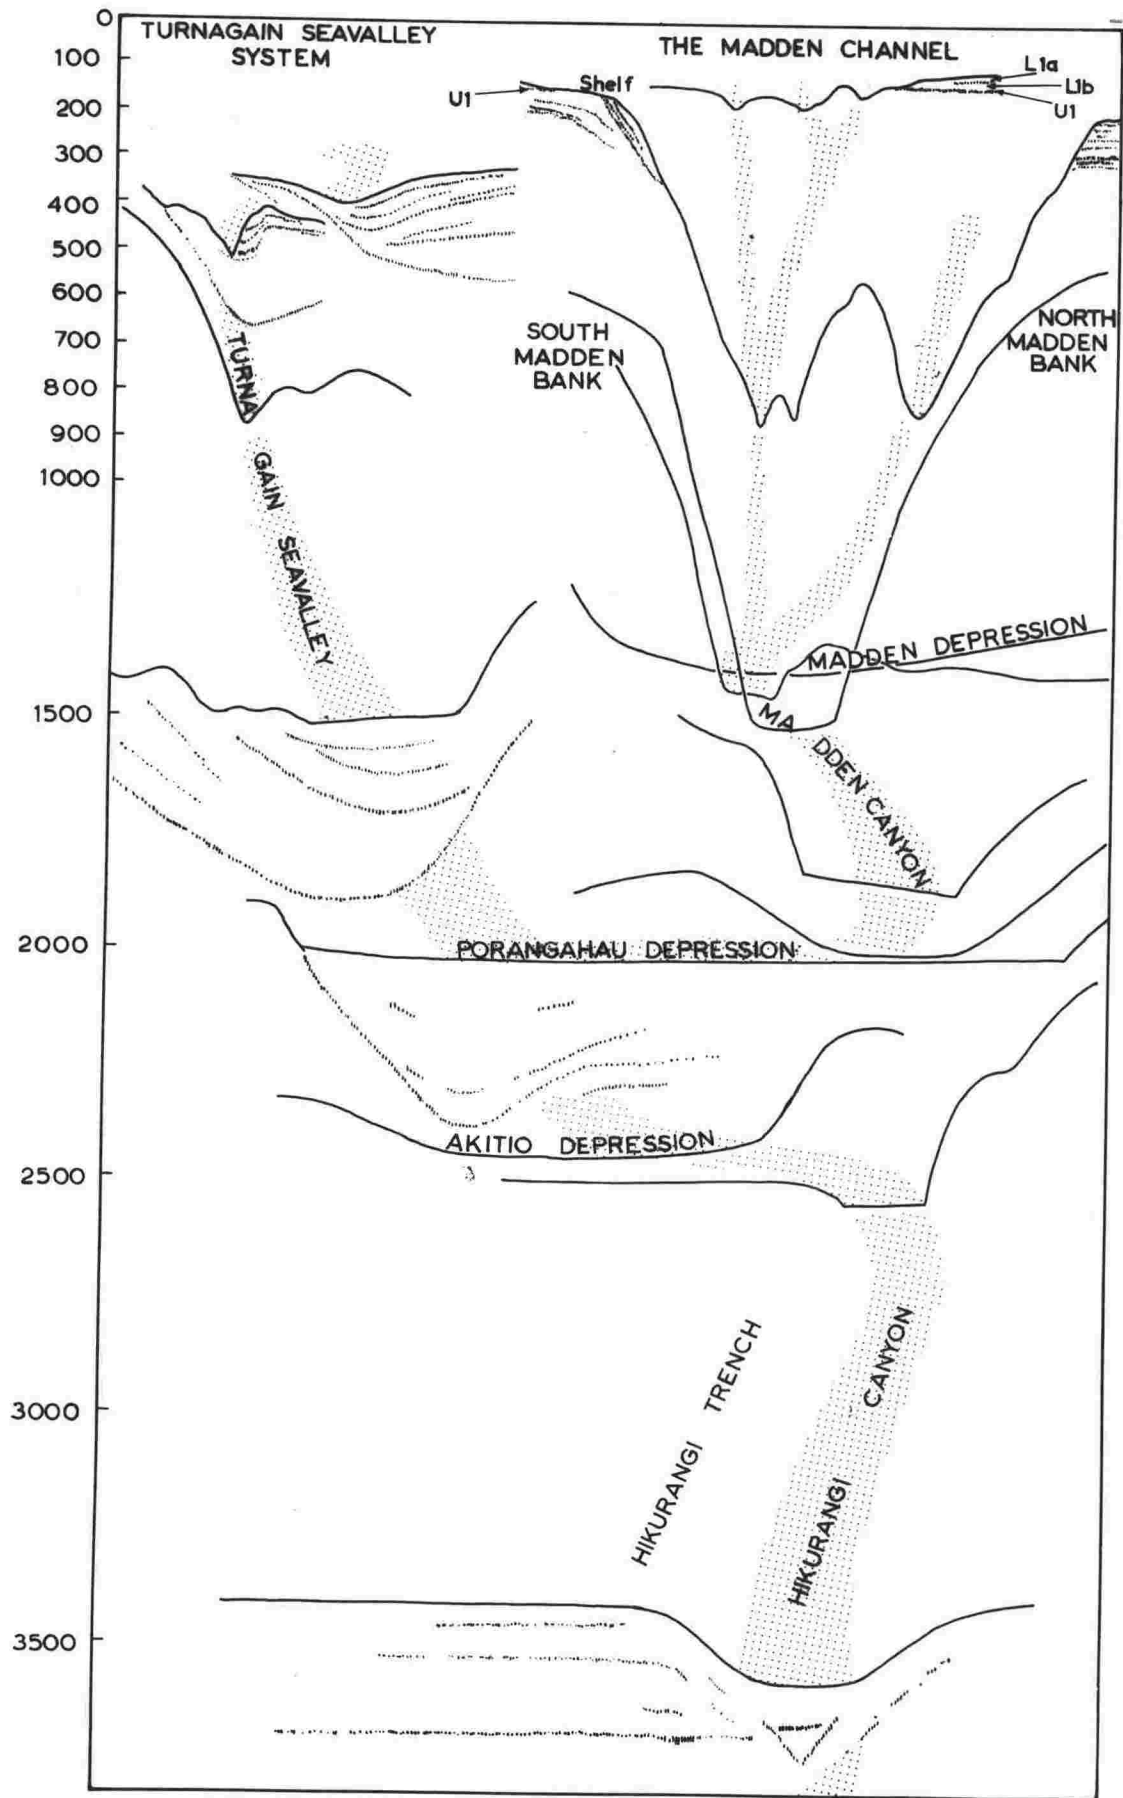 TURNAGAIN SEAVALLEY
SYSTEM
THE MADDEN CHANNEL
0
100
200
300
400
500
600
700
800
900
1000
1500
2000
2500
3000
3500
U1
Shelf
L1a
L1b
U1
SOUTH
MADDEN
BANK
NORTH
MADDEN
BANK
TURNA
GAIN SEAVALLEY
MADDEN DEPRESSION
MA DDEN CANYON
PORANGAHAU DEPRESSION
AKITIO DEPRESSION
HIKURANGI TRENCH
HIKURANGI CANYON